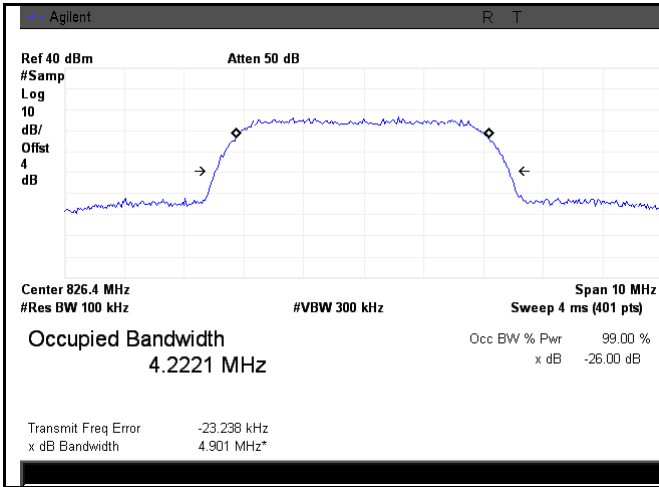 Agilent R T
Ref 40 dBm Atten 50 dB
#Samp
Log
10
dB/
Offst
4
dB
Center 826.4 MHz Span 10 MHz
#Res BW 100 kHz #VBW 300 kHz Sweep 4 ms (401 pts)
Occupied Bandwidth Occ BW % Pwr 99.00 %
4.2221 MHz x dB -26.00 dB
Transmit Freq Error -23.238 kHz
x dB Bandwidth 4.901 MHz*